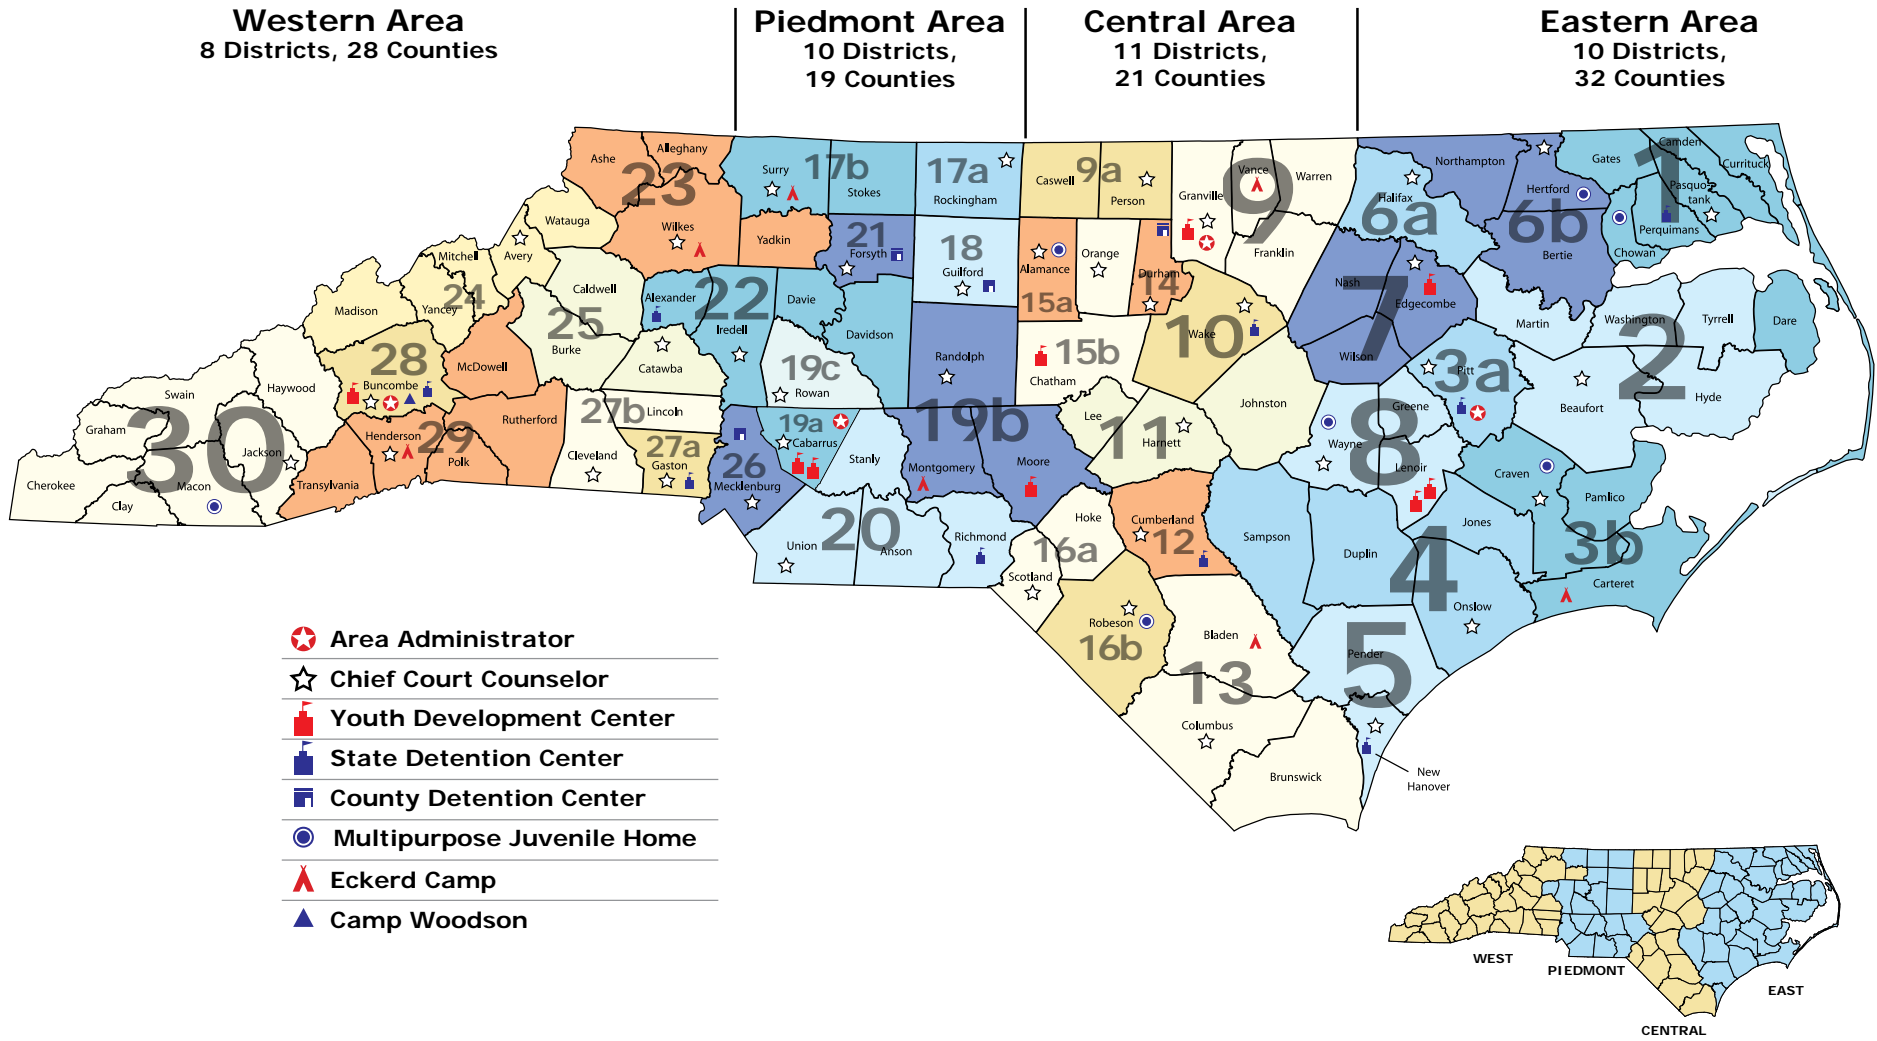 Western Area
8 Districts, 28 Counties
Piedmont Area
10 Districts,
19 Counties
Central Area
11 Districts,
21 Counties
Eastern Area
10 Districts,
32 Counties
Ashe
Alleghany
23
Wilkes
Watauga
Avery
Mitchell
Yancey
24
Madison
Caldwell
25
Burke
Catawba
28
Buncombe
McDowell
Haywood
Swain
Graham
30
Jackson
Cherokee
Clay
Macon
Henderson
29
Polk
Rutherford
Transylvania
27b
Lincoln
Cleveland
27a
Gaston
Surry
17b
Stokes
17a
Rockingham
Yadkin
21
Forsyth
18
Guilford
Alexander
22
Iredell
Davie
Davidson
Randolph
19c
Rowan
19a
Cabarrus
26
Mecklenburg
Stanly
19b
Montgomery
Moore
20
Union
Anson
Richmond
9a
Caswell
Person
9
Granville
Vance
Warren
Franklin
Alamance
15a
Orange
Durham
14
10
Wake
15b
Chatham
Lee
11
Harnett
Johnston
Hoke
16a
Scotland
Cumberland
12
Robeson
16b
Bladen
13
Columbus
Brunswick
Northampton
Halifax
6a
Hertford
6b
Bertie
Gates
1
Camden
Currituck
Pasquo-
tank
Perquimans
Chowan
Nash
7
Edgecombe
Wilson
Martin
Washington
Tyrrell
Dare
2
Beaufort
Hyde
3a
Pitt
Greene
8
Wayne
Lenoir
Craven
Pamlico
3b
Carteret
Jones
4
Onslow
Sampson
Duplin
Pender
5
New
Hanover
Area Administrator
Chief Court Counselor
Youth Development Center
State Detention Center
County Detention Center
Multipurpose Juvenile Home
Eckerd Camp
Camp Woodson
WEST
PIEDMONT
EAST
CENTRAL